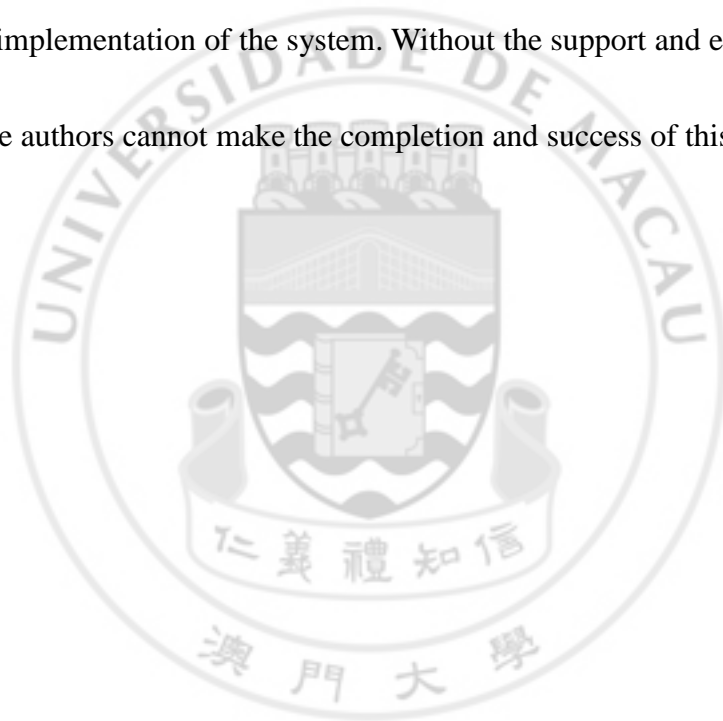 implementation of the system. Without the support and e
e authors cannot make the completion and success of this
UNIVERSIDADE DE MACAU
仁義禮知信
澳門大學